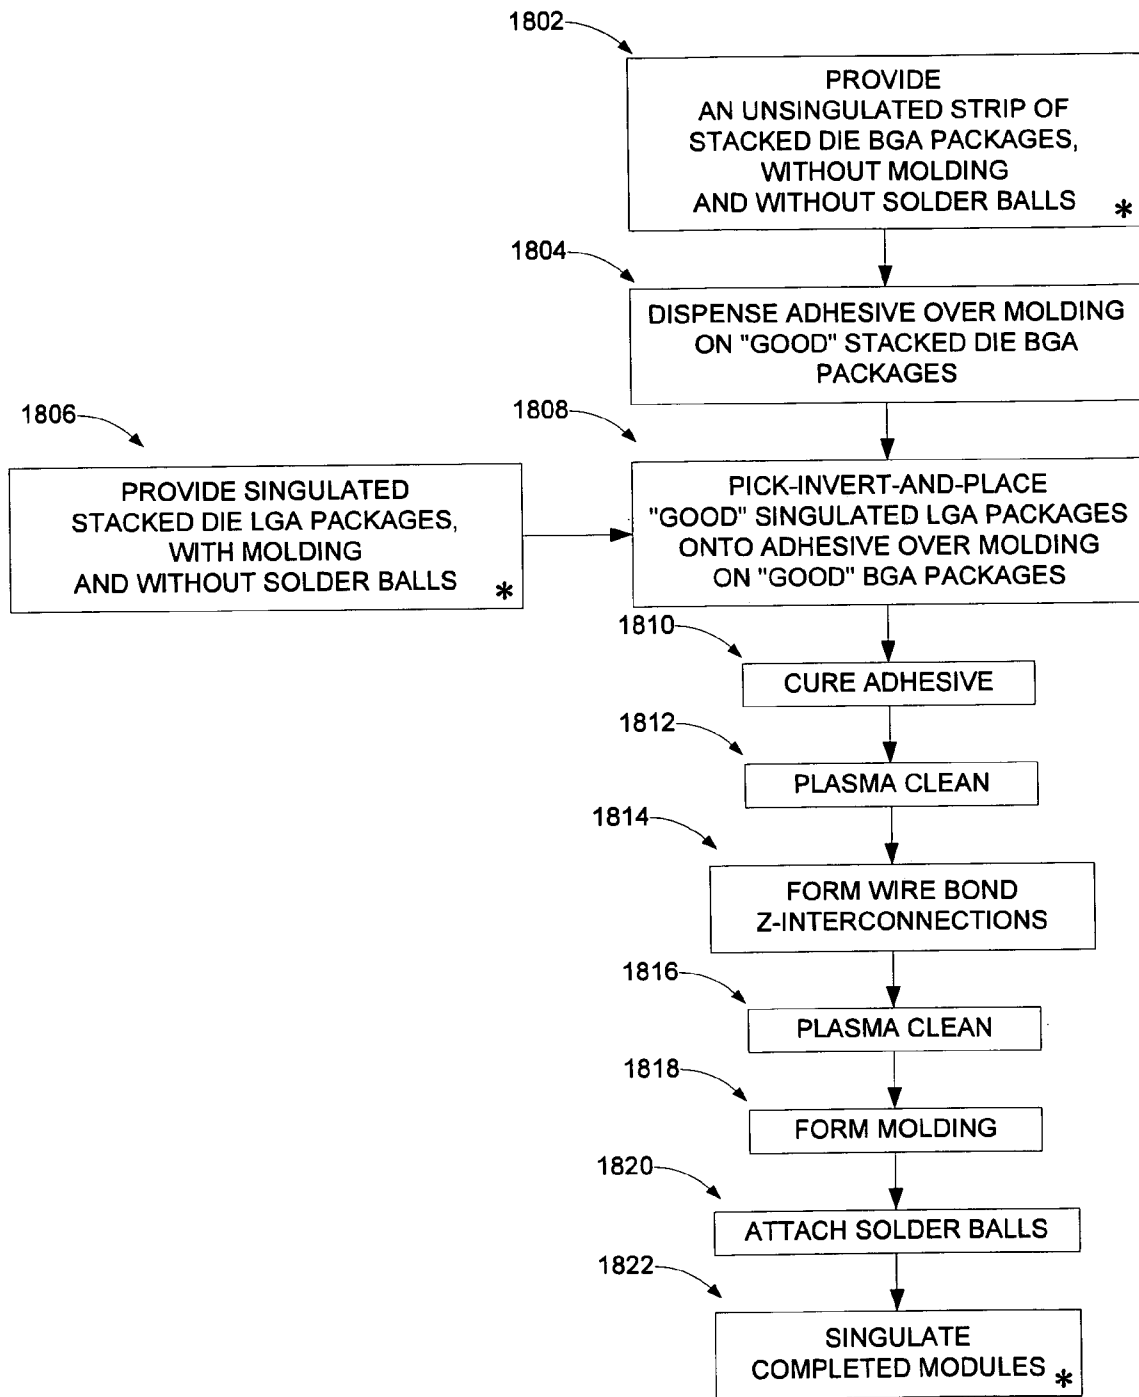 1802
PROVIDE
AN UNSINGULATED STRIP OF
STACKED DIE BGA PACKAGES,
WITHOUT MOLDING
AND WITHOUT SOLDER BALLS *
1804
DISPENSE ADHESIVE OVER MOLDING
ON "GOOD" STACKED DIE BGA
PACKAGES
1806
PROVIDE SINGULATED
STACKED DIE LGA PACKAGES,
WITH MOLDING
AND WITHOUT SOLDER BALLS *
1808
PICK-INVERT-AND-PLACE
"GOOD" SINGULATED LGA PACKAGES
ONTO ADHESIVE OVER MOLDING
ON "GOOD" BGA PACKAGES
1810
CURE ADHESIVE
1812
PLASMA CLEAN
1814
FORM WIRE BOND
Z-INTERCONNECTIONS
1816
PLASMA CLEAN
1818
FORM MOLDING
1820
ATTACH SOLDER BALLS
1822
SINGULATE
COMPLETED MODULES *